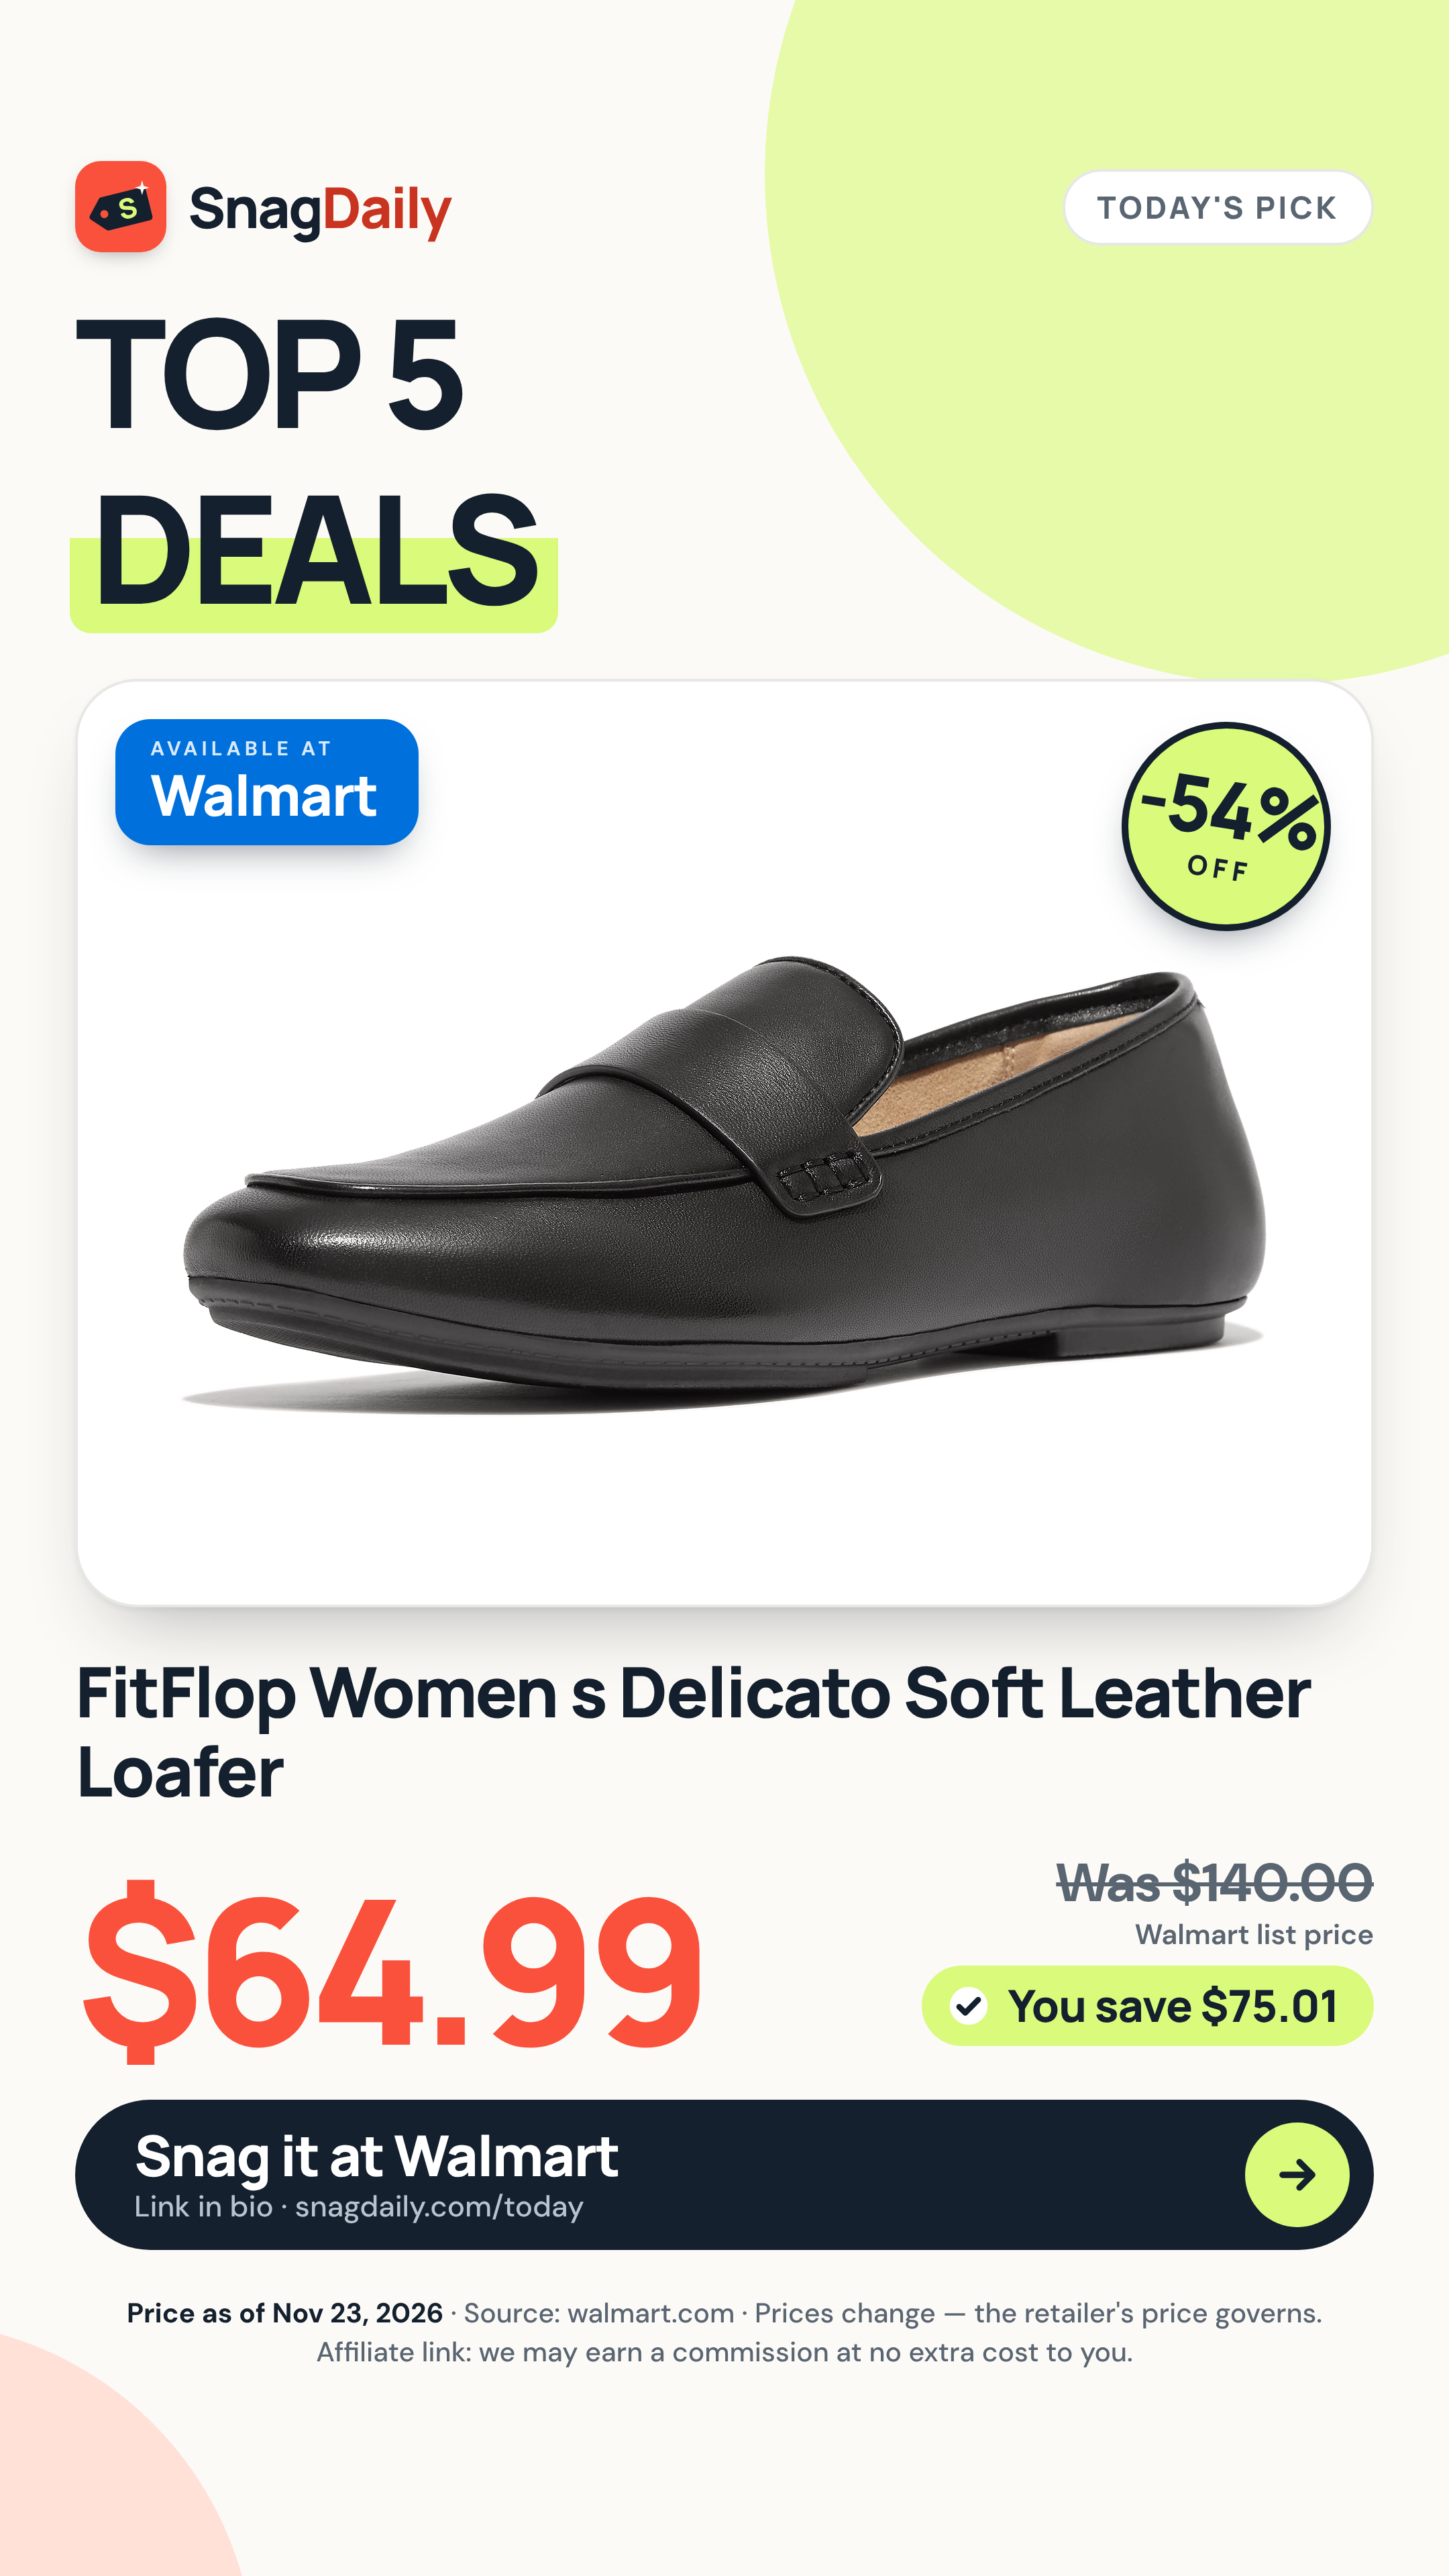 S
SnagDaily
TODAY'S PICK
TOP 5
DEALS
AVAILABLE AT
Walmart
-54%
OFF
FitFlop Women s Delicato Soft Leather
Loafer
$64.99
Was $140.00
Walmart list price
You save $75.01
Snag it at Walmart
Link in bio · snagdaily.com/today
Price as of Nov 23, 2026 · Source: walmart.com · Prices change — the retailer's price governs.
Affiliate link: we may earn a commission at no extra cost to you.